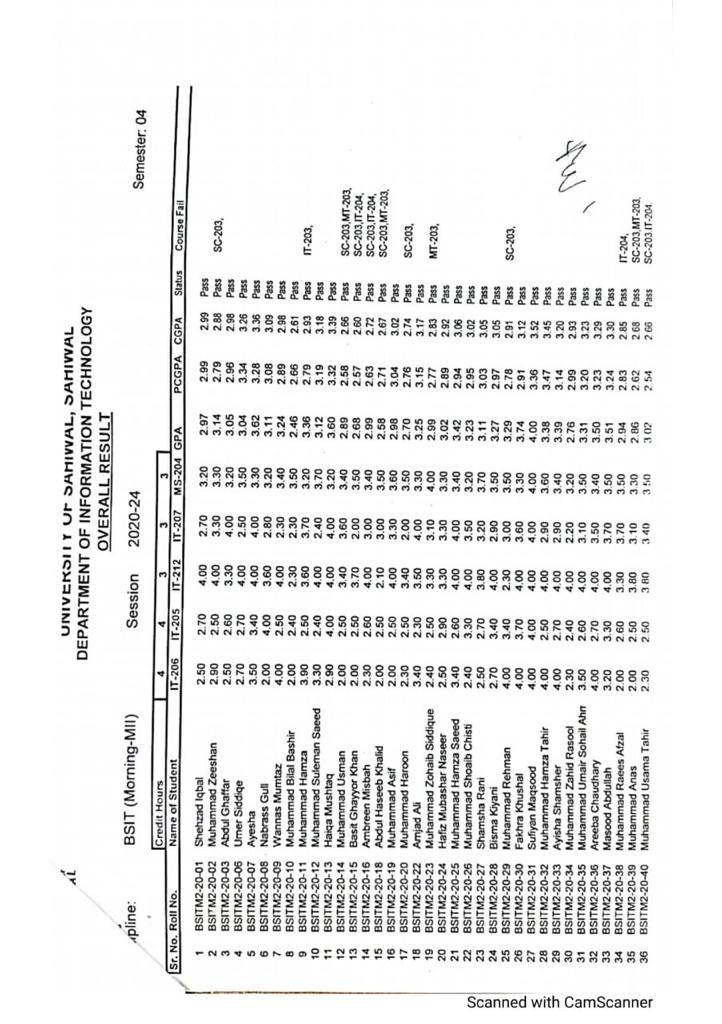 UNIVERSITY OF SAHIWAL, SAHIWAL
DEPARTMENT OF INFORMATION TECHNOLOGY
OVERALL RESULT
ipline: BSIT (Morning-MII) Session 2020-24 Semester: 04
Credit Hours 4 4 3 3 3
Sr. No. Roll No. Name of Student IT-206 IT-205 IT-212 IT-207 MS-204 GPA PCGPA CGPA Status Course Fail
1 BSITM2-20-01 Shehzad Iqbal 2.50 2.70 4.00 2.70 3.20 2.97 2.99 2.99 Pass
2 BSITM2-20-02 Muhammad Zeeshan 2.90 2.50 4.00 3.30 3.30 3.14 2.79 2.88 Pass SC-203,
3 BSITM2-20-03 Abdul Ghaffar 2.50 2.60 3.30 4.00 3.20 3.05 2.96 2.98 Pass
4 BSITM2-20-06 Umer Siddiqe 2.70 2.70 4.00 2.50 3.50 3.04 3.34 3.26 Pass
5 BSITM2-20-07 Ayesha 3.50 3.40 4.00 4.00 3.30 3.62 3.28 3.36 Pass
6 BSITM2-20-08 Nabrass Gull 2.00 4.00 3.60 2.80 3.20 3.11 3.08 3.09 Pass
7 BSITM2-20-09 Wannas Mumtaz 4.00 2.50 4.00 2.30 3.40 3.24 2.89 2.98 Pass
8 BSITM2-20-10 Muhammad Bilal Bashir 2.00 2.40 2.30 2.30 3.50 2.46 2.66 2.61 Pass
9 BSITM2-20-11 Muhammad Hamza 3.90 2.50 3.60 3.70 3.20 3.36 2.79 2.93 Pass IT-203,
10 BSITM2-20-12 Muhammad Suleman Saeed 3.30 2.40 4.00 2.40 3.70 3.12 3.19 3.18 Pass
11 BSITM2-20-13 Haiqa Mushtaq 2.90 4.00 4.00 4.00 3.20 3.60 3.32 3.39 Pass
12 BSITM2-20-14 Muhammad Usman 2.00 2.50 3.40 3.60 3.40 2.89 2.58 2.66 Pass SC-203,MT-203,
13 BSITM2-20-15 Basit Ghayyor Khan 2.00 2.50 3.70 2.00 3.50 2.68 2.57 2.60 Pass SC-203,IT-204,
14 BSITM2-20-16 Ambreen Misbah 2.30 2.60 4.00 3.00 3.40 2.99 2.63 2.72 Pass SC-203,IT-204,
15 BSITM2-20-18 Abdul Haseeb Khalid 2.00 2.50 2.10 3.00 3.50 2.58 2.71 2.67 Pass SC-203,MT-203,
16 BSITM2-20-19 Muhammad Asif 2.00 2.50 4.00 3.30 3.60 2.98 3.04 3.02 Pass
17 BSITM2-20-20 Muhammad Haroon 2.30 2.50 3.40 2.00 3.50 2.70 2.76 2.74 Pass SC-203,
18 BSITM2-20-22 Amjad Ali 3.40 2.30 3.50 4.00 3.30 3.25 3.15 3.17 Pass
19 BSITM2-20-23 Muhammad Zohaib Siddique 2.40 2.50 3.30 3.10 4.00 2.99 2.77 2.83 Pass MT-203,
20 BSITM2-20-24 Hafiz Mubashar Naseer 2.50 2.90 3.30 3.30 3.30 3.02 2.89 2.92 Pass
21 BSITM2-20-25 Muhammad Hamza Saeed 3.40 2.60 4.00 4.00 3.40 3.42 2.94 3.06 Pass
22 BSITM2-20-26 Muhammad Shoaib Chisti 2.40 3.30 4.00 3.50 3.20 3.23 2.95 3.02 Pass
23 BSITM2-20-27 Shamsha Rani 2.50 2.70 3.80 3.20 3.70 3.11 3.03 3.05 Pass
24 BSITM2-20-28 Bisma Kiyani 2.70 3.40 4.00 2.90 3.50 3.27 2.97 3.05 Pass
25 BSITM2-20-29 Muhammad Rehman 4.00 3.40 2.30 3.00 3.50 3.29 2.78 2.91 Pass SC-203,
26 BSITM2-20-30 Fakhra Khushal 4.00 3.70 4.00 3.60 3.30 3.74 2.91 3.12 Pass
27 BSITM2-20-31 Sufiyan Maqsood 4.00 4.00 4.00 4.00 4.00 4.00 3.36 3.52 Pass
28 BSITM2-20-32 Muhammad Hamza Tahir 4.00 2.50 4.00 2.90 3.60 3.38 3.47 3.45 Pass
29 BSITM2-20-33 Ayisha Shamsher 4.00 2.70 4.00 2.90 3.40 3.39 3.14 3.20 Pass
30 BSITM2-20-34 Muhammad Zahid Rasool 2.30 2.40 4.00 2.20 3.20 2.76 2.99 2.93 Pass
31 BSITM2-20-35 Muhammad Umair Sohail Ahn 3.60 2.50 4.00 3.10 3.50 3.31 3.20 3.23 Pass
32 BSITM2-20-36 Areeba Chaudhary 4.00 2.70 4.00 3.50 3.40 3.50 3.23 3.29 Pass
33 BSITM2-20-37 Masood Abdullah 3.20 3.30 4.00 3.70 3.50 3.51 3.24 3.30 Pass
34 BSITM2-20-38 Muhammad Raees Afzal 2.00 2.60 3.30 3.70 3.50 2.94 2.83 2.85 Pass IT-204,
35 BSITM2-20-39 Muhammad Anas 2.00 2.50 3.80 3.10 3.30 2.86 2.62 2.68 Pass SC-203,MT-203,
36 BSITM2-20-40 Muhammad Usama Tahir 2.30 2.50 3.80 3.40 3.50 3.02 2.54 2.66 Pass SC-203,IT-204,
Scanned with CamScanner